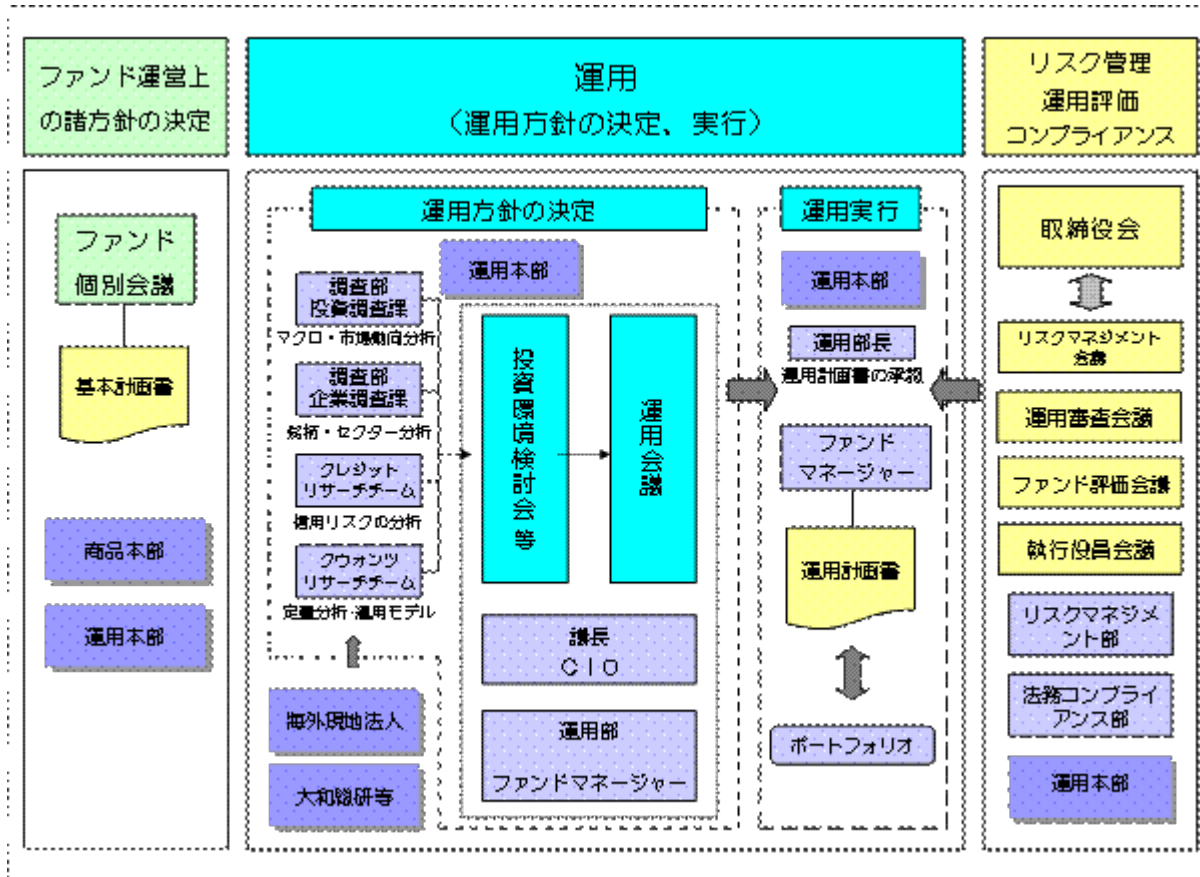 ファンド運営上
の諸方針の決定
運用
（運用方針の決定、実行）
リスク管理
運用評価
コンプライアンス
ファンド
個別会議
基本計画書
商品本部
運用本部
運用方針の決定
運用本部
調査部
投資調査課
マクロ・市場動向分析
調査部
企業調査課
銘柄・セクター分析
クレジット
リサーチチーム
信用リスクの分析
クウォンツ
リサーチチーム
定量分析・運用モデル
海外現地法人
大和総研等
投資環境検討会等
運用会議
議長
ＣＩＯ
運用部
ファンドマネージャー
運用実行
運用本部
運用部長
運用計画書の承認
ファンド
マネージャー
運用計画書
ポートフォリオ
取締役会
リスクマネジメント
会議
運用審査会議
ファンド評価会議
執行役員会議
リスクマネジメ
ント部
法務コンプライ
アンス部
運用本部